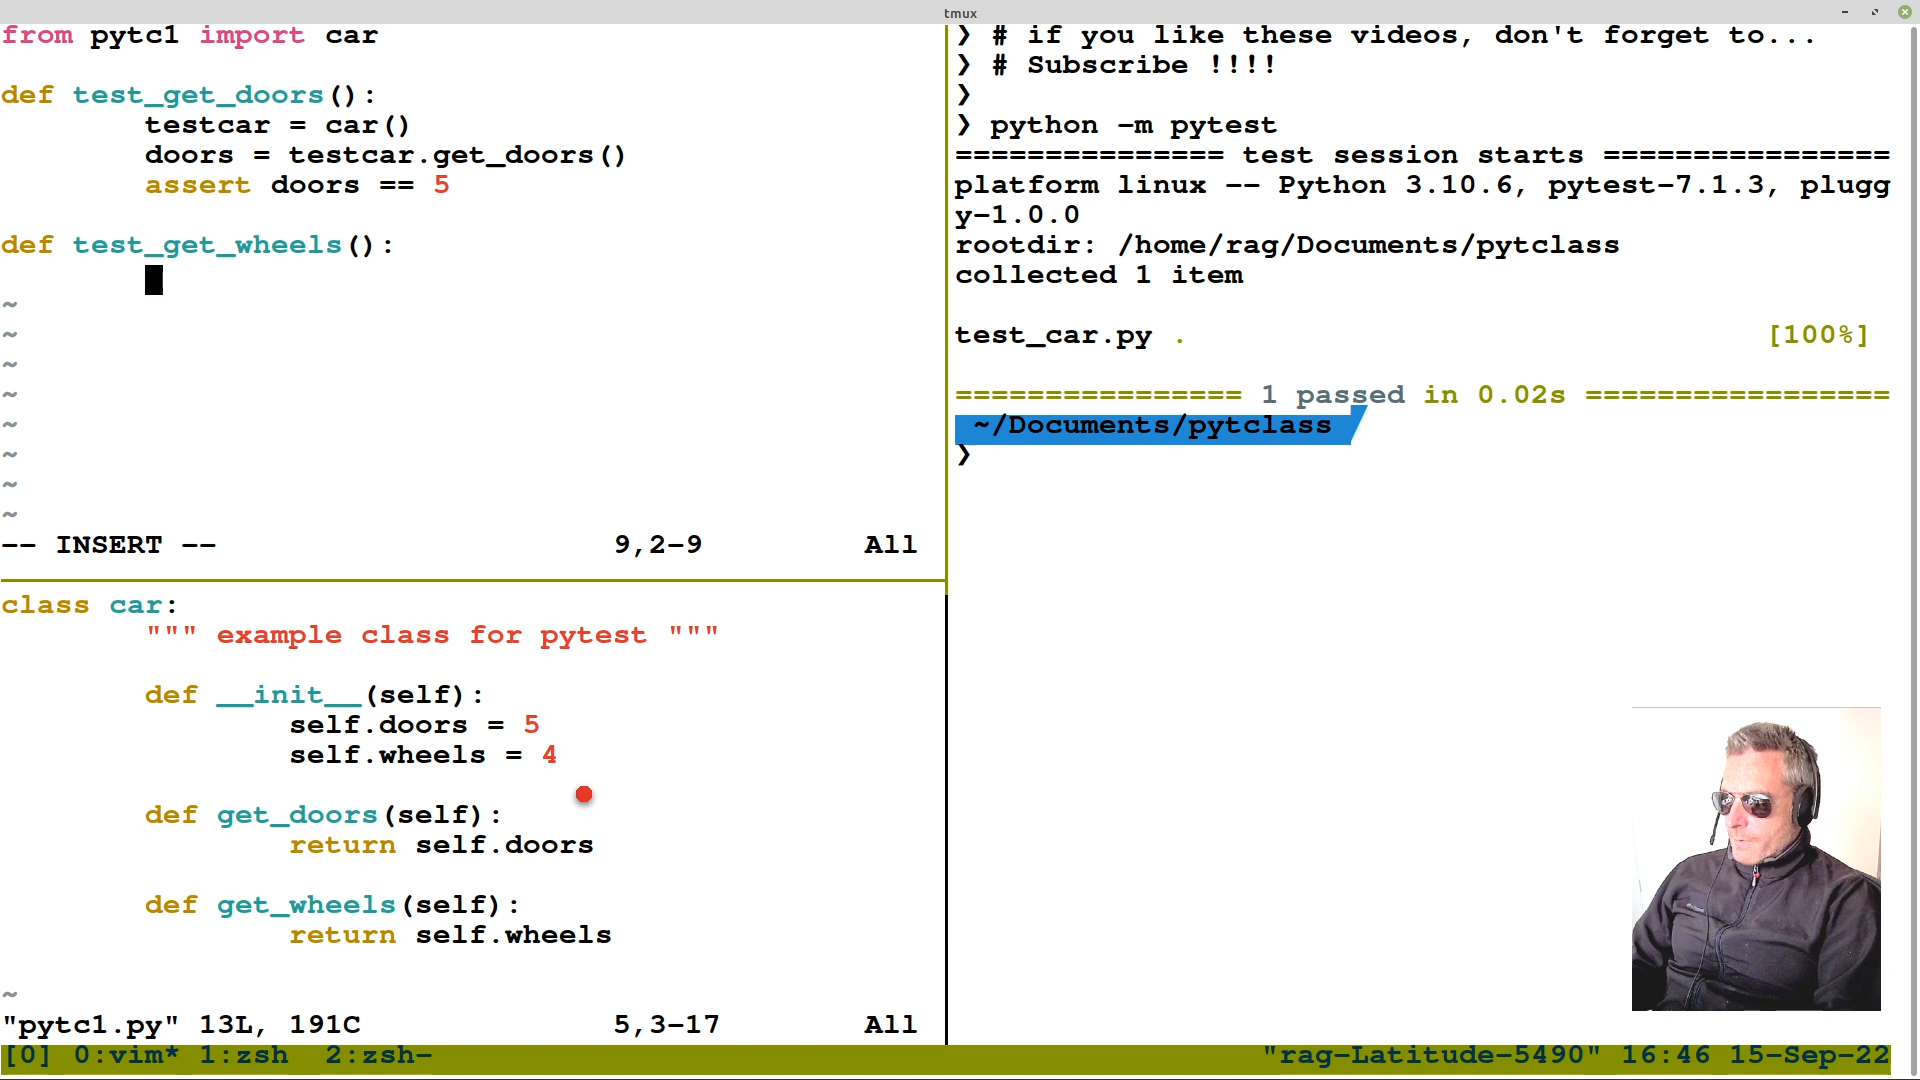 tmux
from pytc1 import car
def test_get_doors():
testcar = car()
doors = testcar.get_doors()
assert doors == 5
def test_get_wheels():
~
~
~
~
~
~
~
~
-- INSERT -- 9,2-9 All
class car:
""" example class for pytest """
def __init__(self):
self.doors = 5
self.wheels = 4
def get_doors(self):
return self.doors
def get_wheels(self):
return self.wheels
~
"pytc1.py" 13L, 191C 5,3-17 All
❯ # if you like these videos, don't forget to...
❯ # Subscribe !!!!
❯
❯ python -m pytest
=============== test session starts ================
platform linux -- Python 3.10.6, pytest-7.1.3, plugg
y-1.0.0
rootdir: /home/rag/Documents/pytclass
collected 1 item
test_car.py . [100%]
================ 1 passed in 0.02s =================
~/Documents/pytclass
❯
[0] 0:vim* 1:zsh 2:zsh- "rag-Latitude-5490" 16:46 15-Sep-22